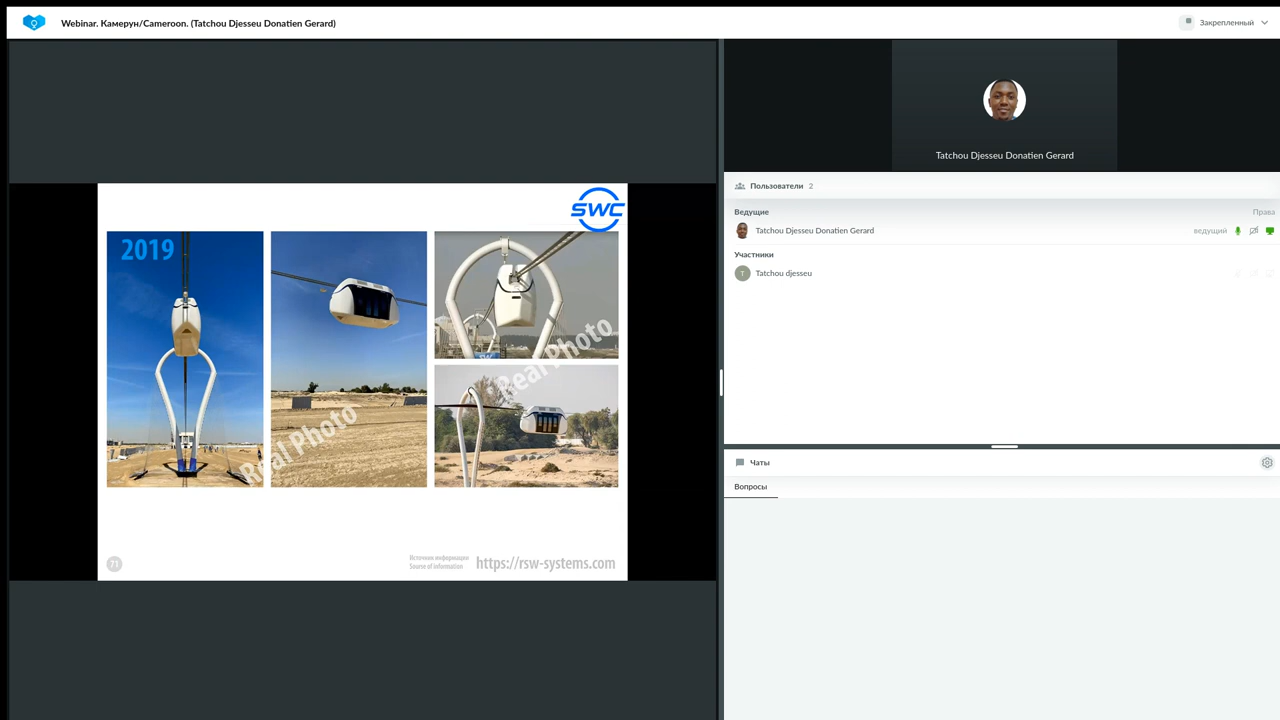 Webinar. Камерун/Cameroon. (Tatchou Djesseu Donatien Gerard)
Закрепленный
SWC
2019
Real Photo
Real Photo
71
Источник информации
Source of information
https://rsw-systems.com
Tatchou Djesseu Donatien Gerard
Пользователи 2
Ведущие
Права
Tatchou Djesseu Donatien Gerard
ведущий
Участники
T
Tatchou djesseu
Чаты
Вопросы